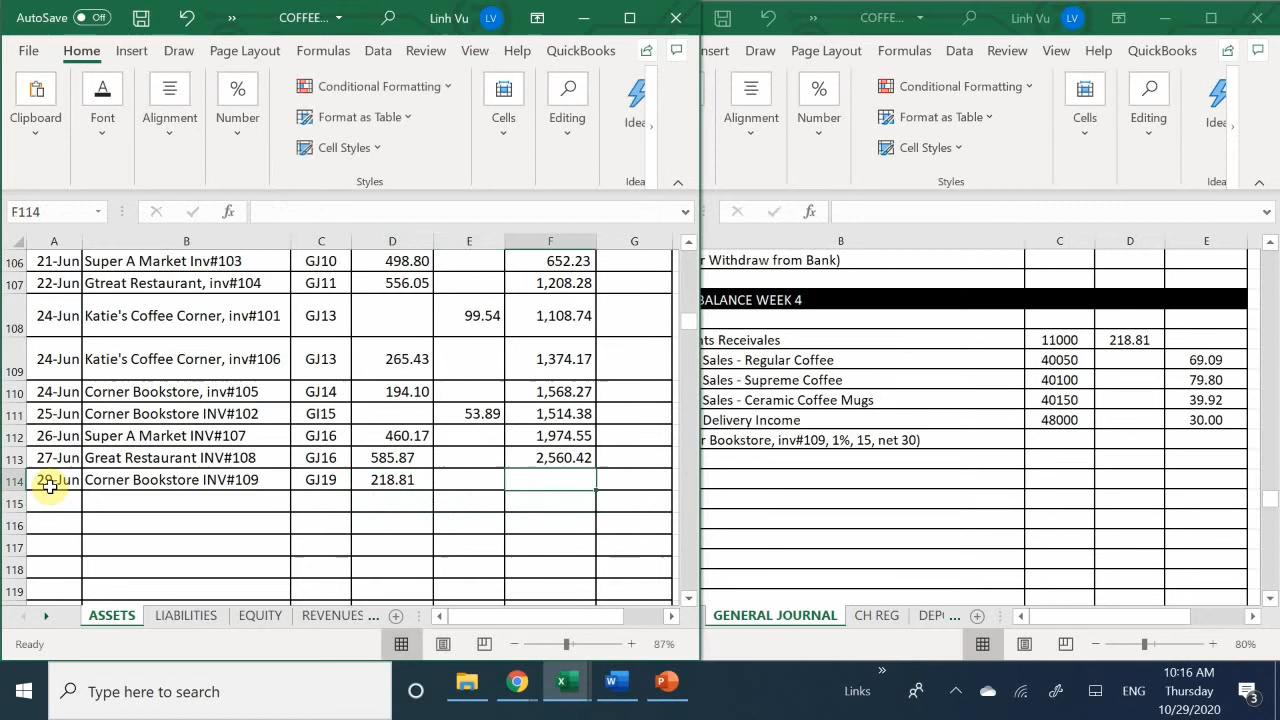 AutoSave Off COFFEE... Linh Vu LV
COFFE... Linh Vu LV
File Home Insert Draw Page Layout Formulas Data Review View Help QuickBooks
nsert Draw Page Layout Formulas Data Review View Help QuickBooks
Clipboard Font Alignment Number Conditional Formatting Format as Table Cell Styles Cells Editing Idea
Styles Idea
Alignment Number Conditional Formatting Format as Table Cell Styles Cells Editing Idea
Styles Idea
F114 fx
fx
A B C D E F G
106 21-Jun Super A Market Inv#103 GJ10 498.80 652.23
107 22-Jun Gtreat Restaurant, inv#104 GJ11 556.05 1,208.28
108 24-Jun Katie's Coffee Corner, inv#101 GJ13 99.54 1,108.74
109 24-Jun Katie's Coffee Corner, inv#106 GJ13 265.43 1,374.17
110 24-Jun Corner Bookstore, inv#105 GJ14 194.10 1,568.27
111 25-Jun Corner Bookstore INV#102 GI15 53.89 1,514.38
112 26-Jun Super A Market INV#107 GJ16 460.17 1,974.55
113 27-Jun Great Restaurant INV#108 GJ16 585.87 2,560.42
114 29-Jun Corner Bookstore INV#109 GJ19 218.81
115
116
117
118
119
B C D E
r Withdraw from Bank)
BALANCE WEEK 4
nts Receivales 11000 218.81
Sales - Regular Coffee 40050 69.09
Sales - Supreme Coffee 40100 79.80
Sales - Ceramic Coffee Mugs 40150 39.92
Delivery Income 48000 30.00
r Bookstore, inv#109, 1%, 15, net 30)
ASSETS LIABILITIES EQUITY REVENUES ...
GENERAL JOURNAL CH REG DEP( ...
Ready 87%
80%
Type here to search
Links » ENG
10:16 AM
Thursday
10/29/2020
3